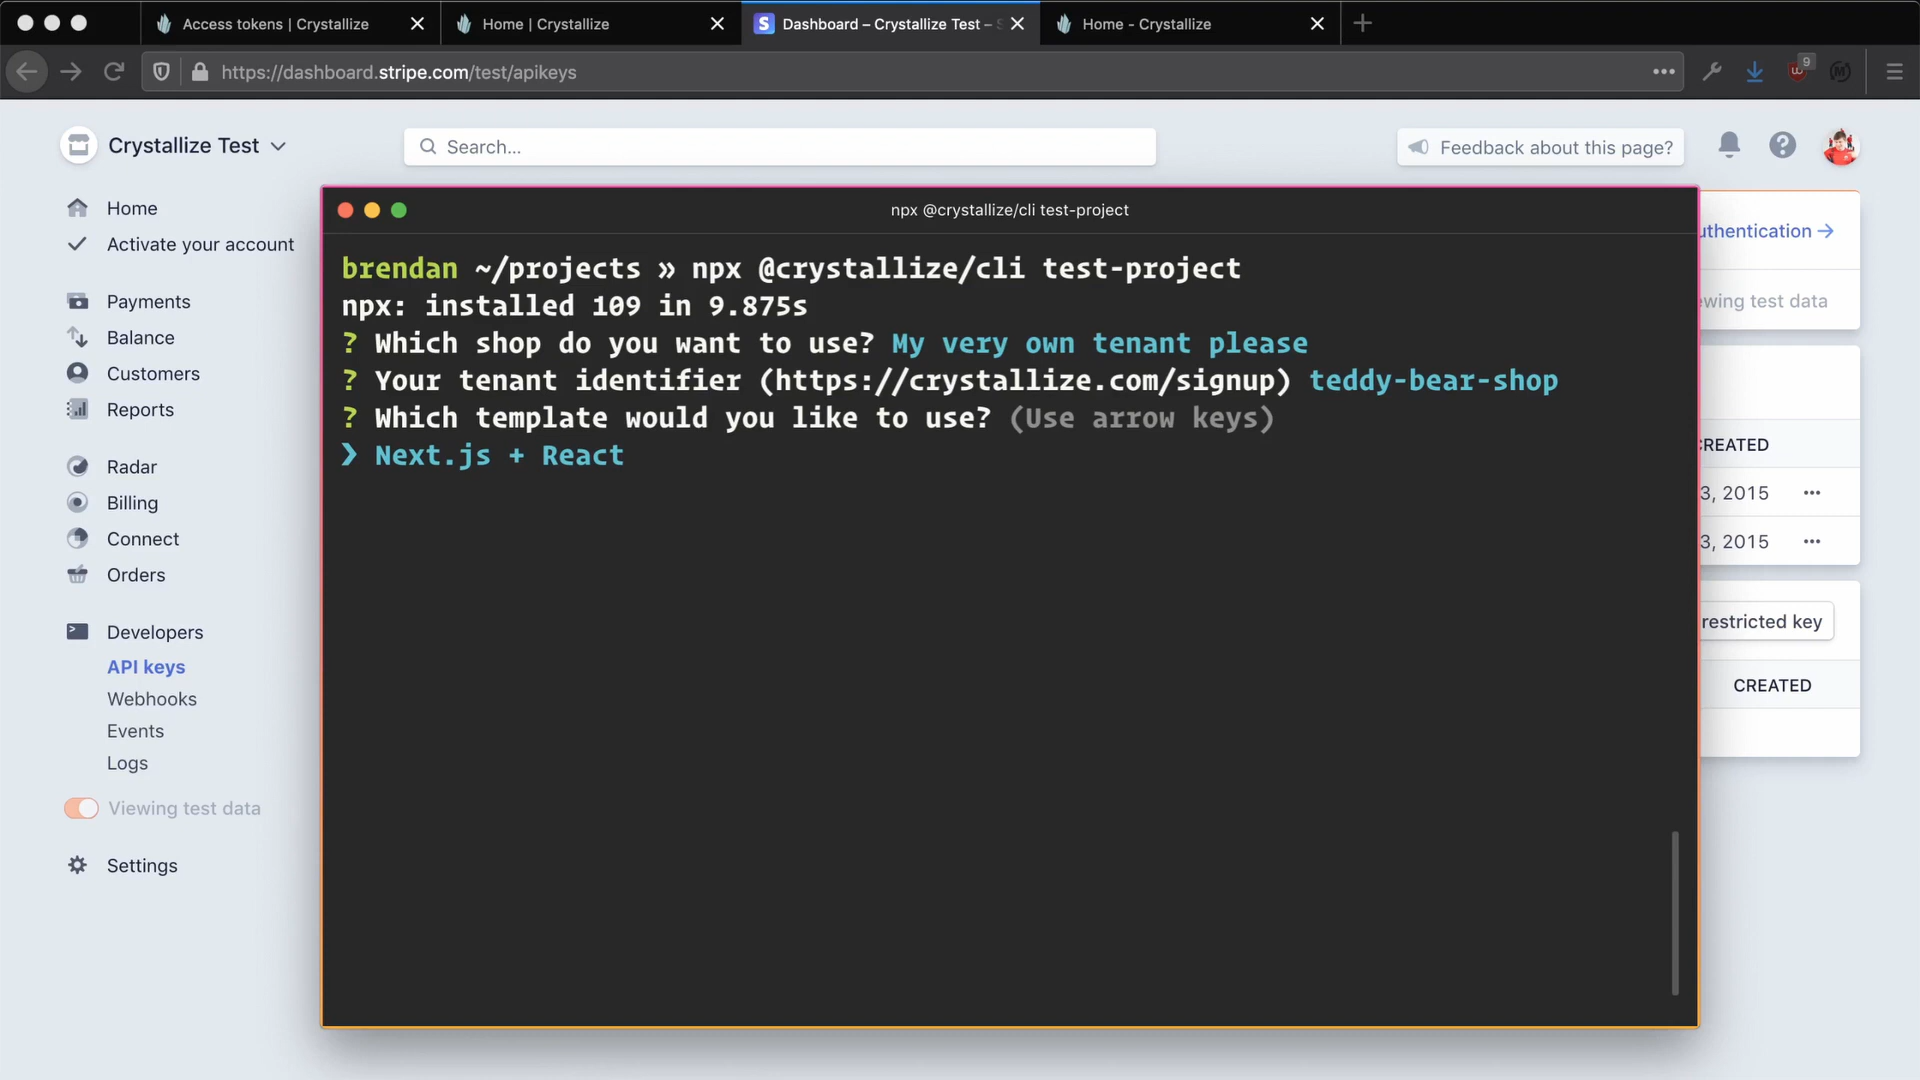 Access tokens | Crystallize
Home | Crystallize
S Dashboard – Crystallize Test –
Home - Crystallize
https://dashboard.stripe.com/test/apikeys
9
Crystallize Test
Search...
Feedback about this page?
Home
Activate your account
Payments
Balance
Customers
Reports
Radar
Billing
Connect
Orders
Developers
API keys
Webhooks
Events
Logs
Viewing test data
Settings
npx @crystallize/cli test-project
brendan ~/projects » npx @crystallize/cli test-project
npx: installed 109 in 9.875s
? Which shop do you want to use? My very own tenant please
? Your tenant identifier (https://crystallize.com/signup) teddy-bear-shop
? Which template would you like to use? (Use arrow keys)
❯ Next.js + React
uthentication →
wing test data
REATED
3, 2015
3, 2015
restricted key
CREATED